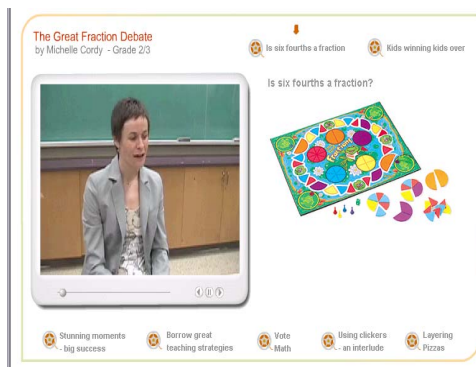 The Great Fraction Debate
by Michelle Cordy - Grade 2/3
Is six fourths a fraction
Kids winning kids over
Is six fourths a fraction?
Stunning moments
- big success
Borrow great
teaching strategies
Vote
Math
Using clickers
- an interlude
Layering
Pizzas